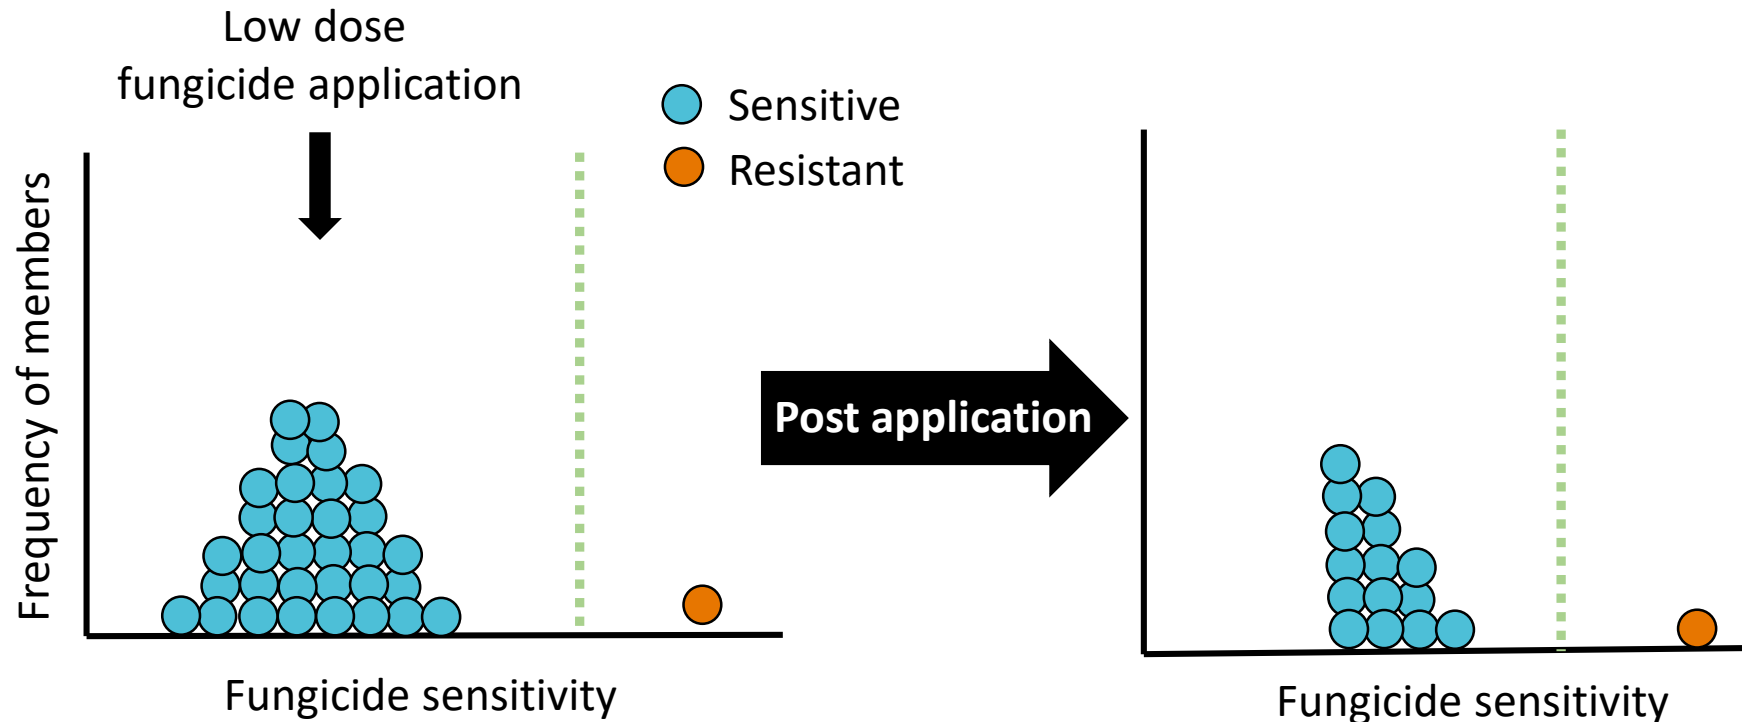 Low dose
fungicide application
Sensitive
Resistant
Frequency of members
Post application
Fungicide sensitivity
Fungicide sensitivity